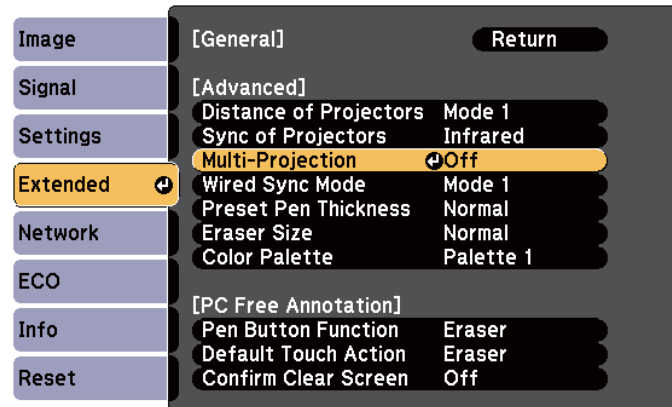 Image
Signal
Settings
Extended
Network
ECO
Info
Reset
[General] Return
[Advanced]
Distance of Projectors Mode 1
Sync of Projectors Infrared
Multi-Projection Off
Wired Sync Mode Mode 1
Preset Pen Thickness Normal
Eraser Size Normal
Color Palette Palette 1
[PC Free Annotation]
Pen Button Function Eraser
Default Touch Action Eraser
Confirm Clear Screen Off